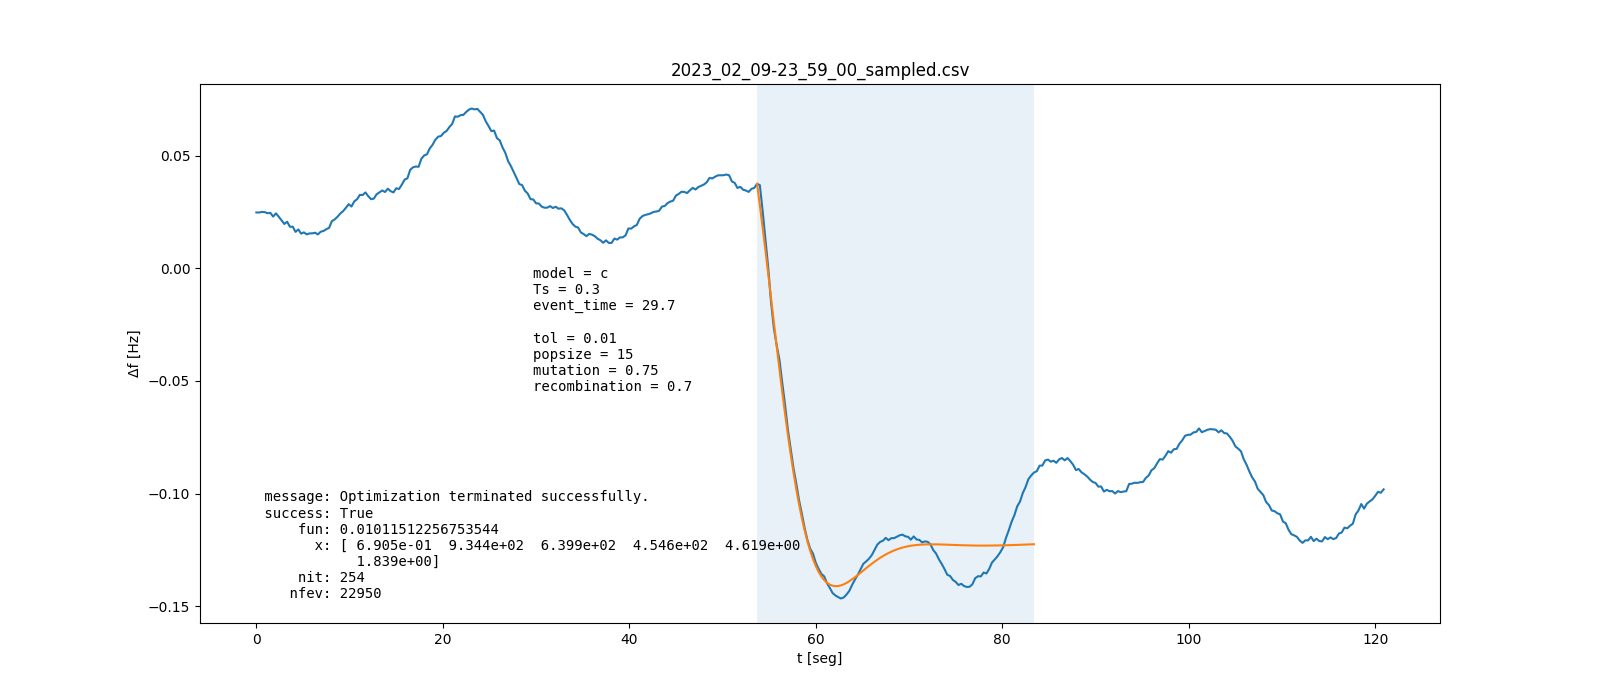 2023_02_09-23_59_00_sampled.csv
0.05
0.00
−0.05
−0.10
−0.15
Δf [Hz]
model = c
Ts = 0.3
event_time = 29.7
tol = 0.01
popsize = 15
mutation = 0.75
recombination = 0.7
message: Optimization terminated successfully.
success: True
fun: 0.01011512256753544
x: [ 6.905e-01 9.344e+02 6.399e+02 4.546e+02 4.619e+00
1.839e+00]
nit: 254
nfev: 22950
0 20 40 60 80 100 120
t [seg]